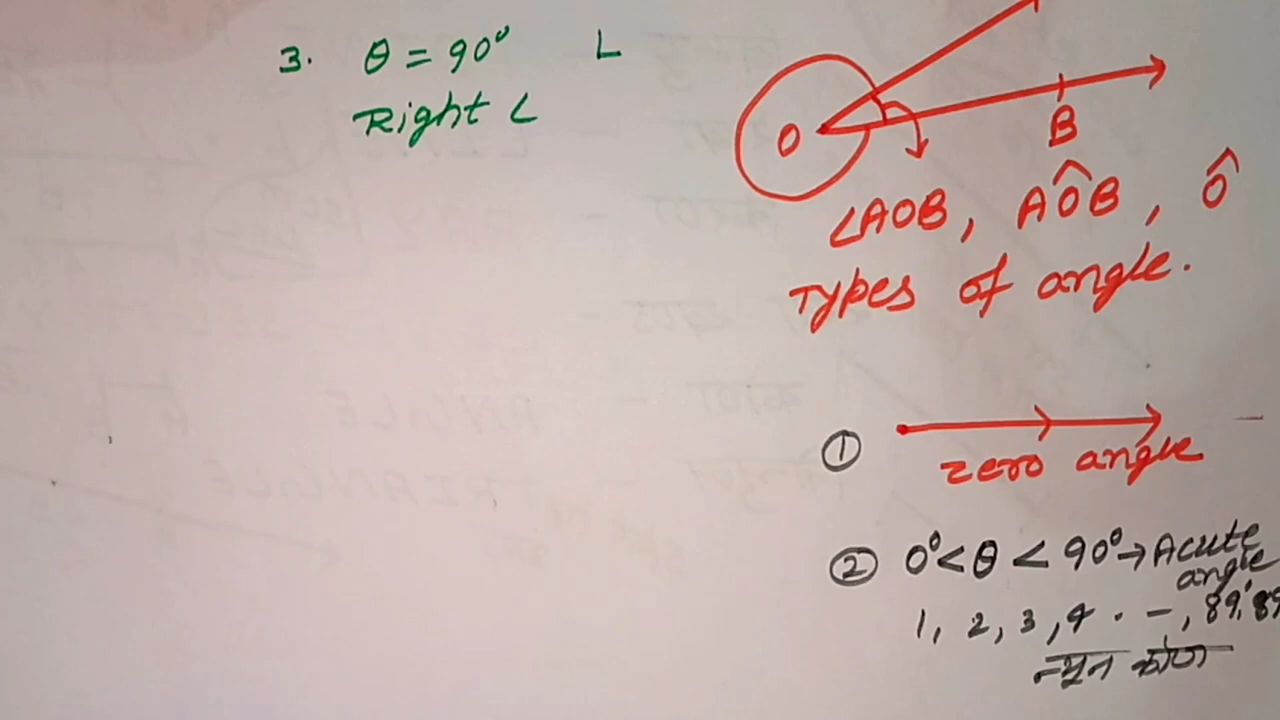 3. θ = 90° L
Right ∠
O
B
∠AOB, AÔB, Ô
Types of angle.
① zero angle
② 0° < θ < 90° → Acute
angle
1, 2, 3, 4 . -, 89, 89
न्यून कोण